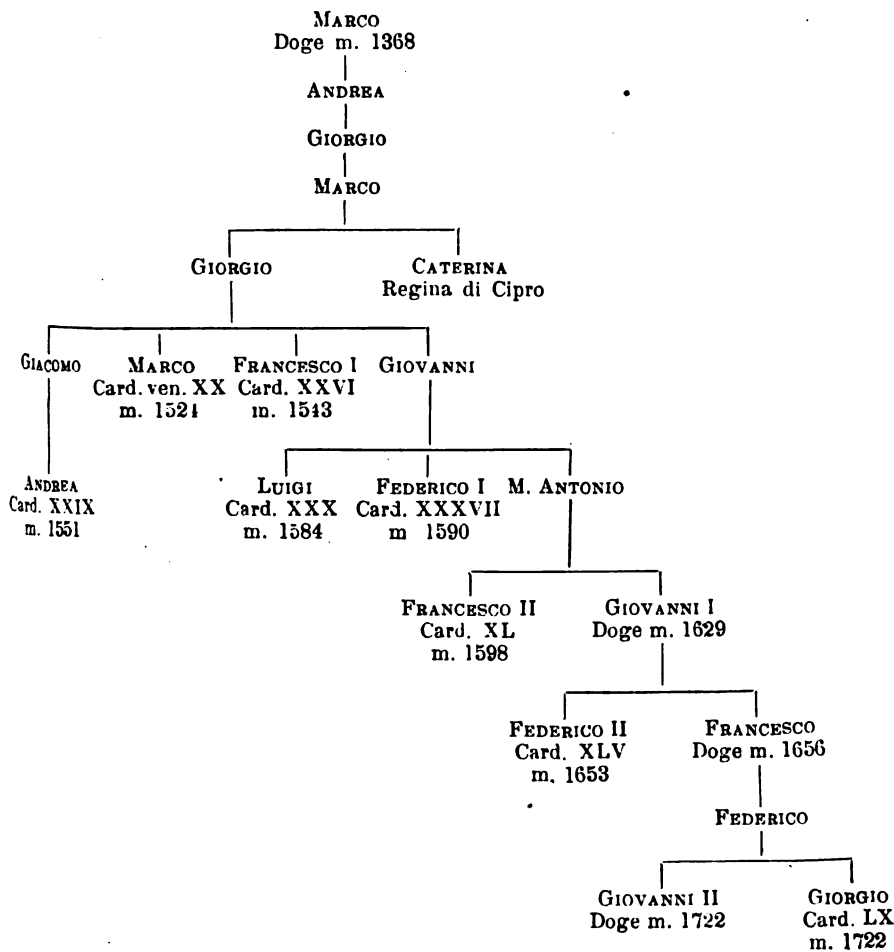 MARCO
Doge m. 1368
ANDREA
GIORGIO
MARCO
GIORGIO
CATERINA
Regina di Cipro
GIACOMO
MARCO
Card. ven. XX
m. 1524
FRANCESCO I
Card. XXVI
m. 1543
GIOVANNI
ANDREA
Card. XXIX
m. 1551
LUIGI
Card. XXX
m. 1584
FEDERICO I
Card. XXXVII
m 1590
M. ANTONIO
FRANCESCO II
Card. XL
m. 1598
GIOVANNI I
Doge m. 1629
FEDERICO II
Card. XLV
m. 1653
FRANCESCO
Doge m. 1656
FEDERICO
GIOVANNI II
Doge m. 1722
GIORGIO
Card. LX
m. 1722